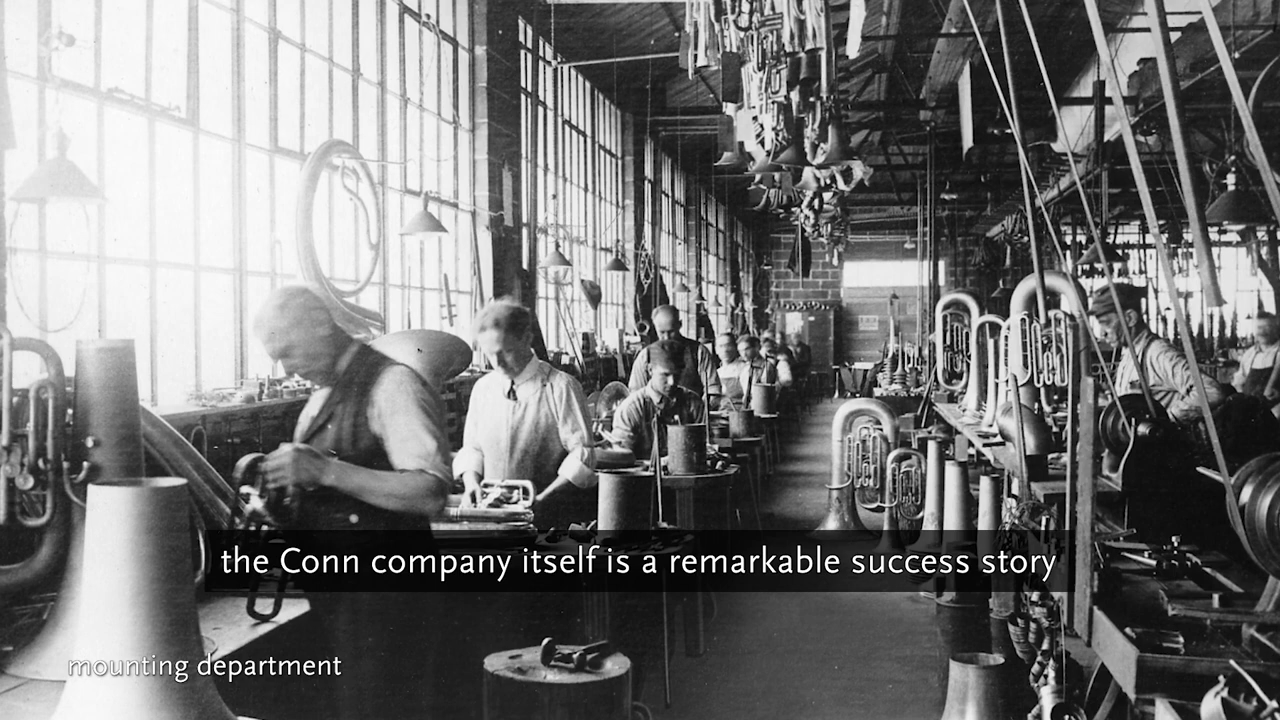 the Conn company itself is a remarkable success story
mounting department